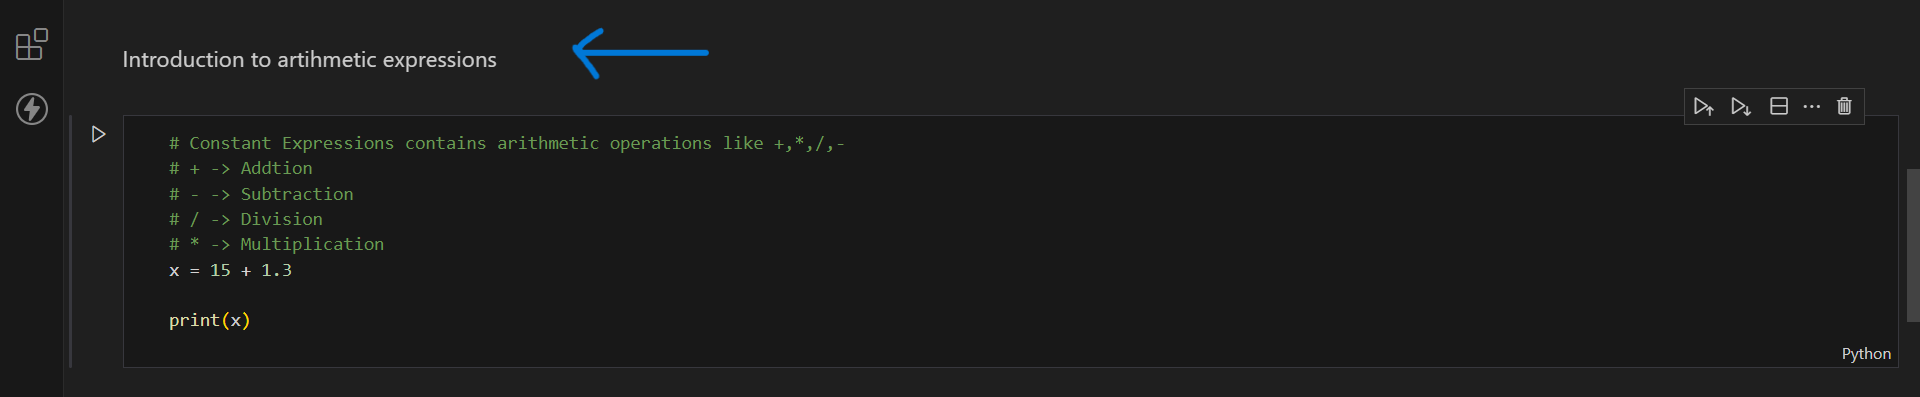 Introduction to artihmetic expressions
# Constant Expressions contains arithmetic operations like +,*,/,-
# + -> Addtion
# - -> Subtraction
# / -> Division
# * -> Multiplication
x = 15 + 1.3
print(x)
Python